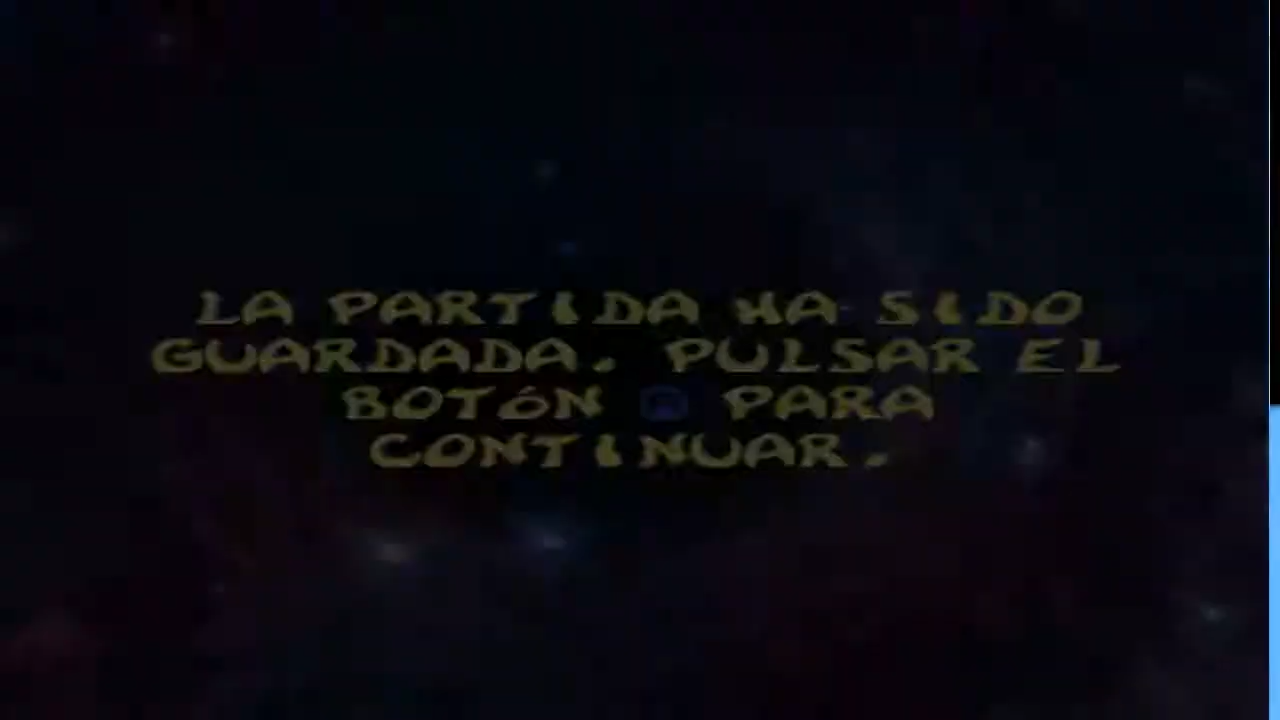 LA PARTIDA HA SIDO
GUARDADA. PULSAR EL
BOTÓN PARA
CONTINUAR.